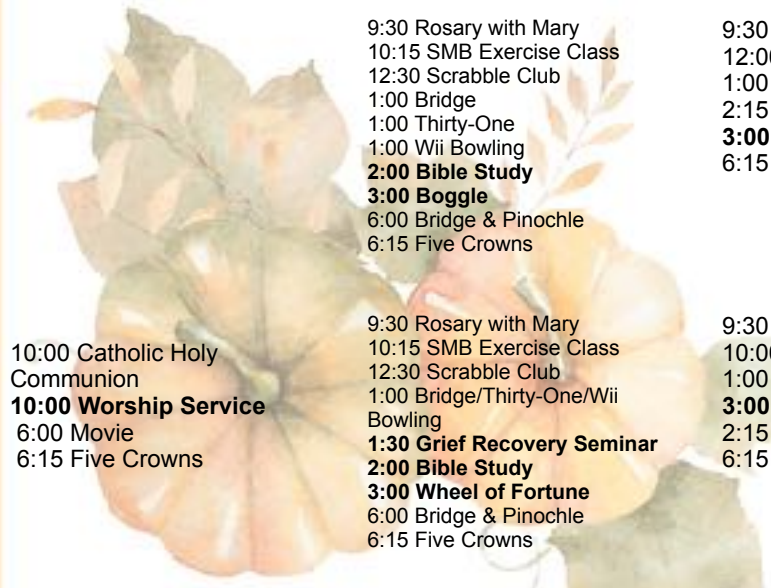 9:30 Rosary with Mary
10:15 SMB Exercise Class
12:30 Scrabble Club
1:00 Bridge
1:00 Thirty-One
1:00 Wii Bowling
2:00 Bible Study
3:00 Boggle
6:00 Bridge & Pinochle
6:15 Five Crowns
9:30
12:00
1:00
2:15
3:00
6:15
10:00 Catholic Holy
Communion
10:00 Worship Service
6:00 Movie
6:15 Five Crowns
9:30 Rosary with Mary
10:15 SMB Exercise Class
12:30 Scrabble Club
1:00 Bridge/Thirty-One/Wii
Bowling
1:30 Grief Recovery Seminar
2:00 Bible Study
3:00 Wheel of Fortune
6:00 Bridge & Pinochle
6:15 Five Crowns
9:30
10:00
1:00
3:00
2:15
6:15